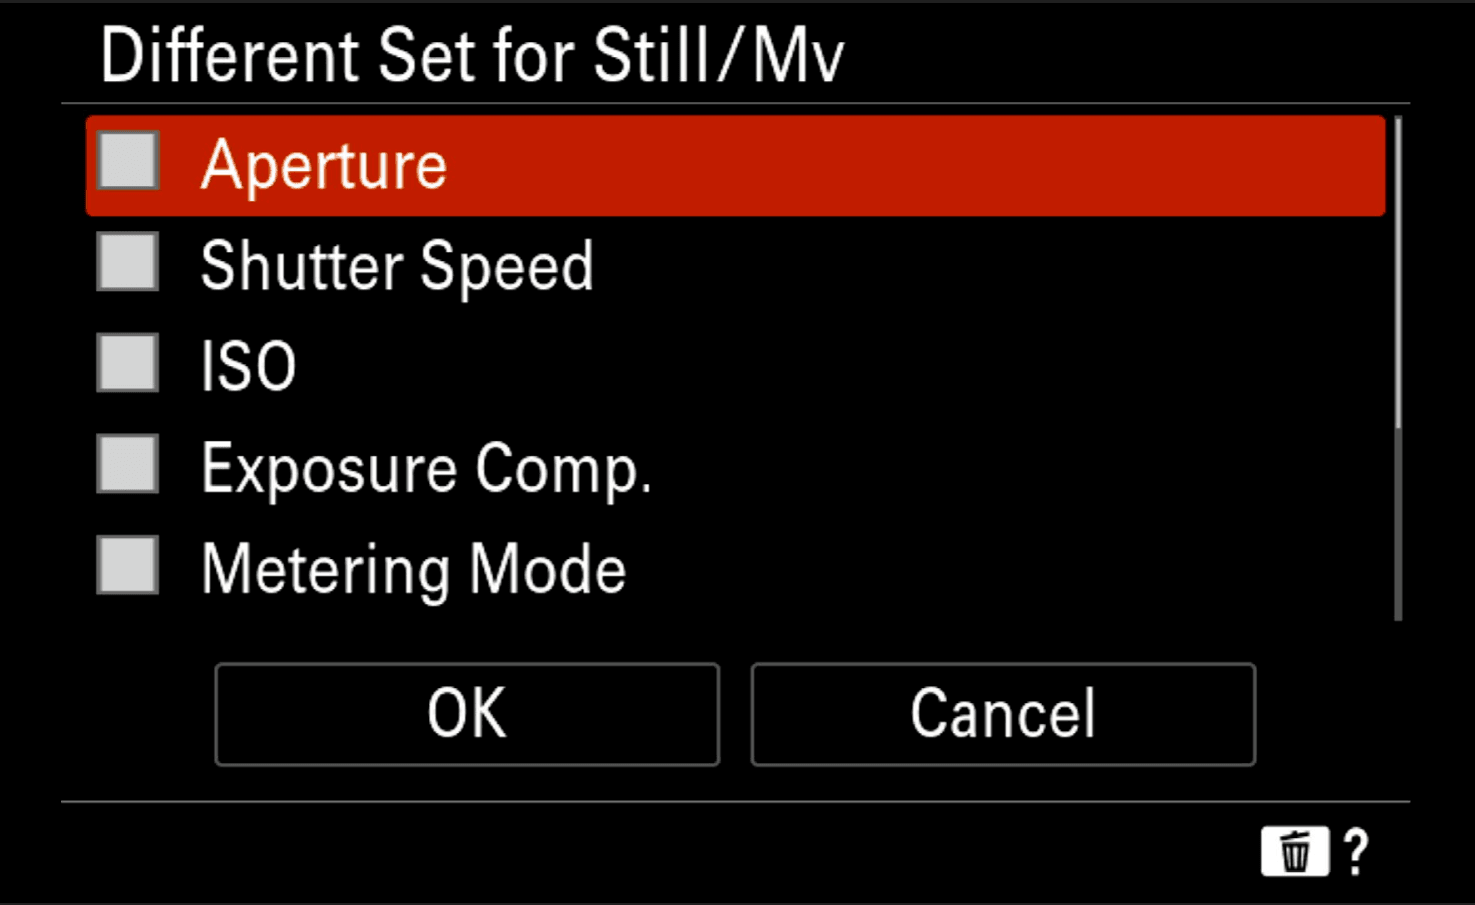 Different Set for Still/Mv
Aperture
Shutter Speed
ISO
Exposure Comp.
Metering Mode
OK Cancel
?